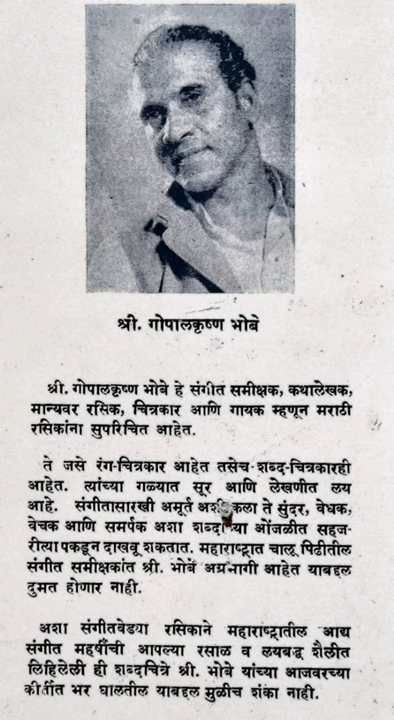 श्री. गोपालकृष्ण भोबे
श्री. गोपालकृष्ण भोबे हे संगीत समीक्षक, कथालेखक,
मान्यवर रसिक, चित्रकार आणि गायक म्हणून मराठी
रसिकांना सुपरिचित आहेत.
ते जसे रंग-चित्रकार आहेत तसेच शब्द-चित्रकारही
आहेत. त्यांच्या गळ्यात सूर आणि लेखणीत लय
आहे. संगीतासारखी अमूर्त अशी कला ते सुंदर, वेधक,
वेचक आणि समर्पक अशा शब्दांच्या ओंजळीत सहज-
रीत्या पकडून दाखवू शकतात. महाराष्ट्रात चालू पिढीतील
संगीत समीक्षकांत श्री. भोबे अग्रभागी आहेत याबद्दल
दुमत होणार नाही.
अशा संगीतवेड्या रसिकाने महाराष्ट्रातील आद्य
संगीत महर्षींची आपल्या रसाळ व लयबद्ध शैलीत
लिहिलेली ही शब्दचित्रे श्री. भोबे यांच्या आजवरच्या
कीर्तीत भर घालतील याबद्दल मुळीच शंका नाही.